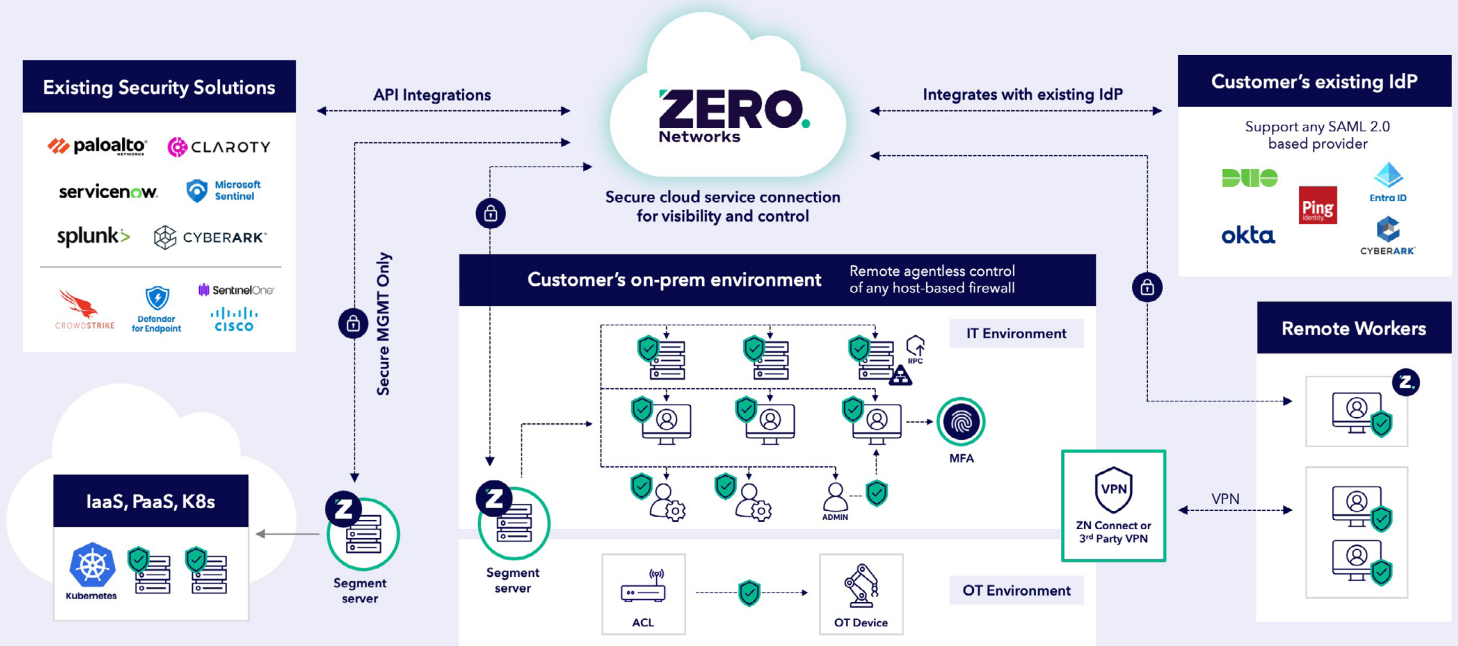 Existing Security Solutions
paloalto®
NETWORKS
CLAROTY
servicenow.
Microsoft
Sentinel
splunk>
CYBERARK®
CROWDSTRIKE
Defender
for Endpoint
SentinelOne®
CISCO
API Integrations
ZERO.
Networks
Secure cloud service connection
for visibility and control
Integrates with existing IdP
Customer's existing IdP
Support any SAML 2.0
based provider
DUO
Ping
Identity
Entra ID
okta
CYBERARK®
Secure MGMT Only
Customer's on-prem environment
Remote agentless control
of any host-based firewall
IT Environment
RPC
MFA
ADMIN
Remote Workers
Z.
VPN
ZN Connect or
3rd Party VPN
VPN
IaaS, PaaS, K8s
Kubernetes
Z
Segment
server
Z
Segment
server
ACL
OT Device
OT Environment